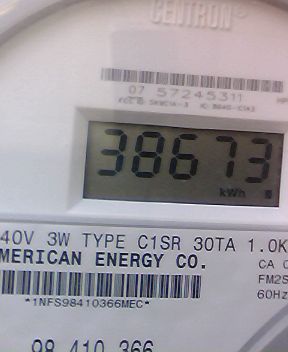 CENTRON®
07 57245311
38673
kWh
40V 3W TYPE C1SR 30TA 1.0K
MERICAN ENERGY CO.
CA
FM2S
60Hz
*1NFS98410366MEC*
98 410 366